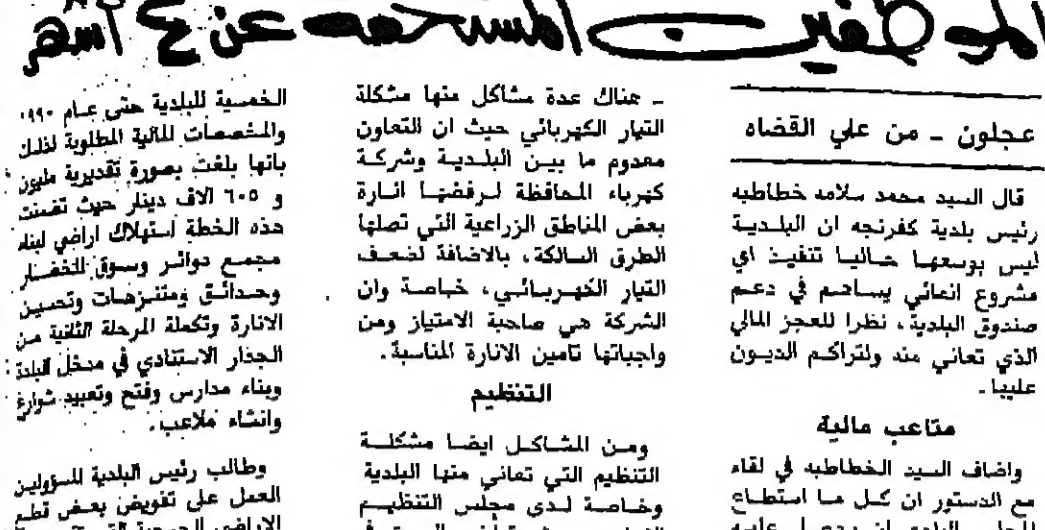 الموظفين المستحقه عن ٤ أشهر
عجلون ـ من علي القضاه
قال السيد محمد سلامه خطاطبه
رئيس بلدية كفرنجه ان البلدية
ليس بوسعها حاليا تنفيذ اي
مشروع انمائي يساهم في دعم
صندوق البلدية، نظرا للعجز المالي
الذي تعاني منه ولتراكم الديون
عليها.
متاعب مالية
واضاف السيد الخطاطبه في لقاء
مع الدستور ان كل ما استطاع
ـ هناك عدة مشاكل منها مشكلة
التيار الكهربائي حيث ان التعاون
معدوم ما بين البلدية وشركة
كهرباء المحافظة لرفضها انارة
بعض المناطق الزراعية التي تصلها
الطرق السالكة، بالاضافة لضعف
التيار الكهربائي، خاصة وان
الشركة هي صاحبة الامتياز ومن
واجباتها تامين الانارة المناسبة.
التنظيم
ومن المشاكل ايضا مشكلة
التنظيم التي تعاني منها البلدية
وخاصة لدى مجلس التنظيم
الخمسية للبلدية حتى عام ٩٩٠
والمخصصات المالية المطلوبة لذلك
بانها بلغت بصورة تقديرية مليون
و ٦٠٥ الاف دينار حيث تضمنت
هذه الخطة استهلاك اراضي لبناء
مجمع دوائر وسوق للخضار
وحدائق ومتنزهات وتحسين
الانارة وتكملة المرحلة الثانية من
الجدار الاستنادي في مدخل البلدة
وبناء مدارس وفتح وتعبيد شوارع
وانشاء ملاعب.
وطالب رئيس البلدية المسؤولين
العمل على تفويض بعض قطع